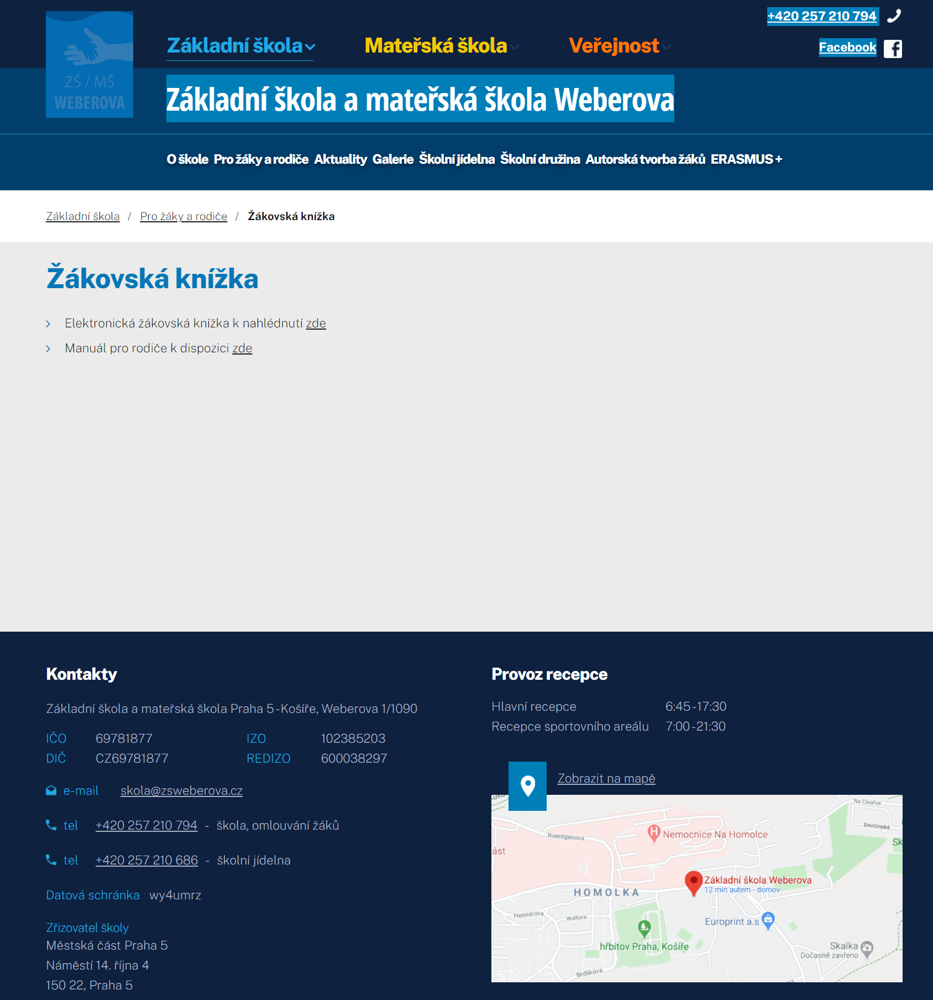 +420 257 210 794
Základní škola
Mateřská škola
Veřejnost
Facebook
ZŠ / MŠ
WEBEROVA
Základní škola a mateřská škola Weberova
O škole Pro žáky a rodiče Aktuality Galerie Školní jídelna Školní družina Autorská tvorba žáků ERASMUS +
Základní škola / Pro žáky a rodiče / Žákovská knížka
Žákovská knížka
Elektronická žákovská knížka k nahlédnutí zde
Manuál pro rodiče k dispozici zde
Kontakty
Základní škola a mateřská škola Praha 5 - Košíře, Weberova 1/1090
IČO 69781877 IZO 102385203
DIČ CZ69781877 REDIZO 600038297
e-mail skola@zsweberova.cz
tel +420 257 210 794 - škola, omlouvání žáků
tel +420 257 210 686 - školní jídelna
Datová schránka wy4umrz
Zřizovatel školy
Městská část Praha 5
Náměstí 14. října 4
150 22, Praha 5
Provoz recepce
Hlavní recepce 6:45 - 17:30
Recepce sportovního areálu 7:00 - 21:30
Zobrazit na mapě
Na Císařce
Smrčinská
Roentgenova
Nemocnice Na Homolce
Sk
ást
Základní škola Weberova
12 min autem - domov
HOMOLKA
Hennerova
Wolfova
Europrint a.s
hřbitov Praha, Košíře
Skalka
Dočasně zavřeno
Brdlíkova